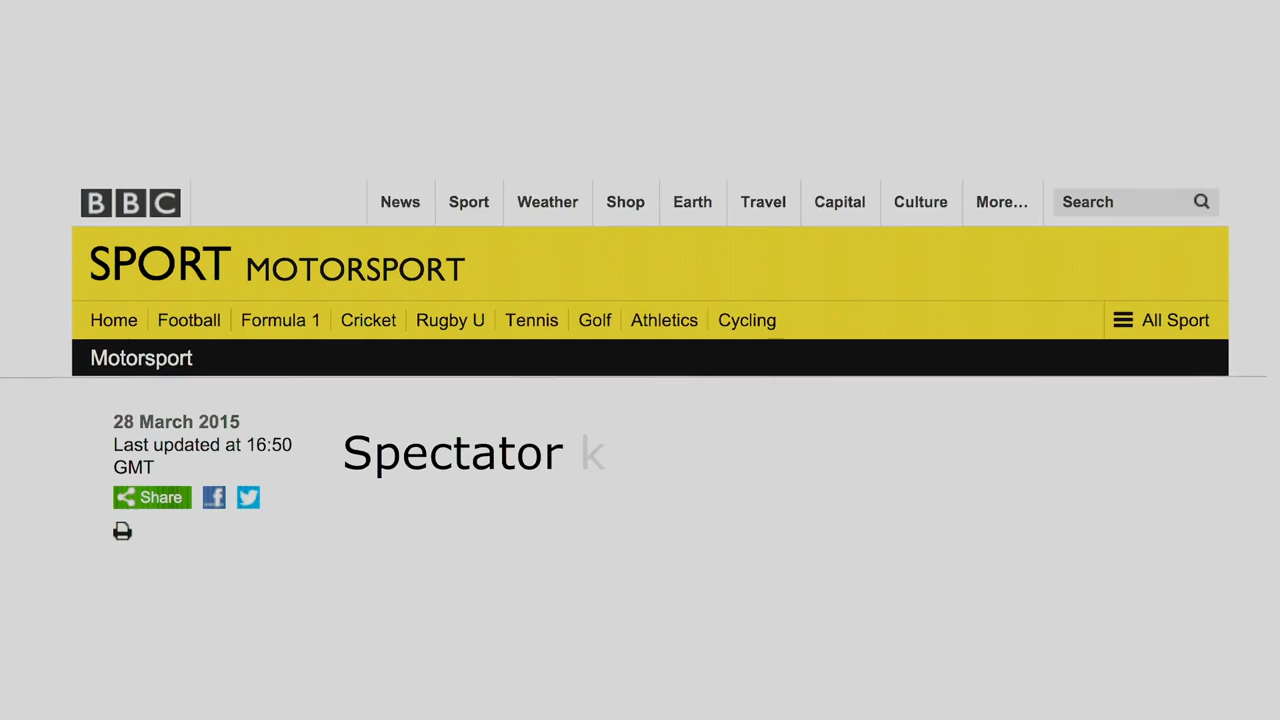 BBC News Sport Weather Shop Earth Travel Capital Culture More... Search
SPORT MOTORSPORT
Home Football Formula 1 Cricket Rugby U Tennis Golf Athletics Cycling All Sport
Motorsport
28 March 2015
Last updated at 16:50
GMT
Share
Spectator k